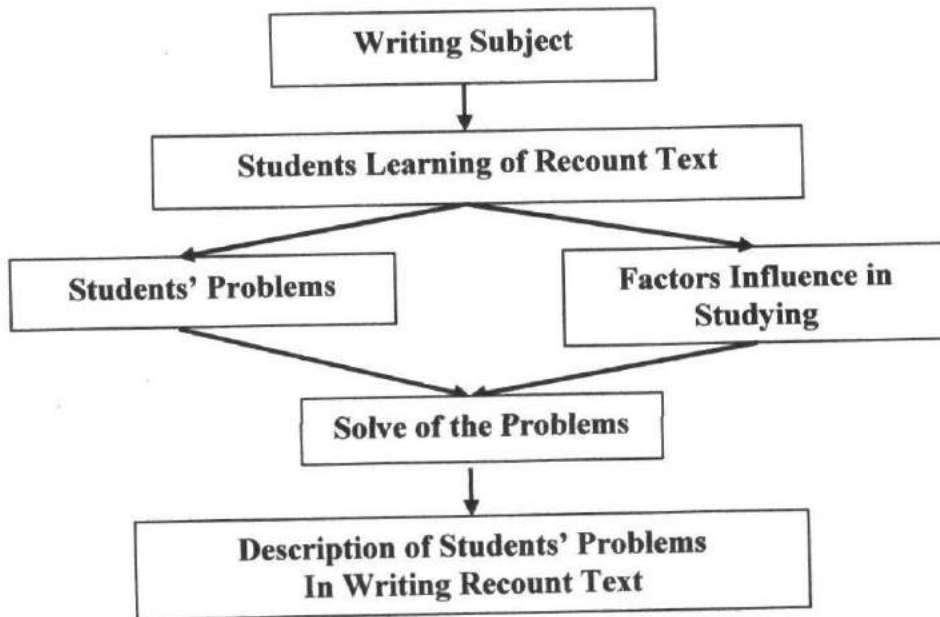 Writing Subject
Students Learning of Recount Text
Students' Problems
Factors Influence in
Studying
Solve of the Problems
Description of Students' Problems
In Writing Recount Text